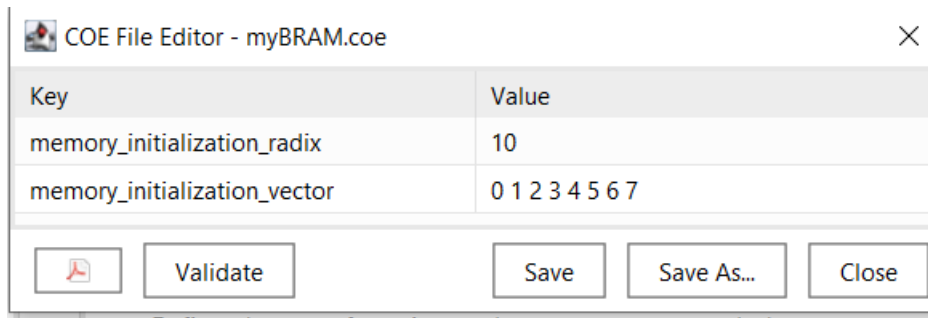 COE File Editor - myBRAM.coe
Key Value
memory_initialization_radix 10
memory_initialization_vector 0 1 2 3 4 5 6 7
Validate Save Save As... Close